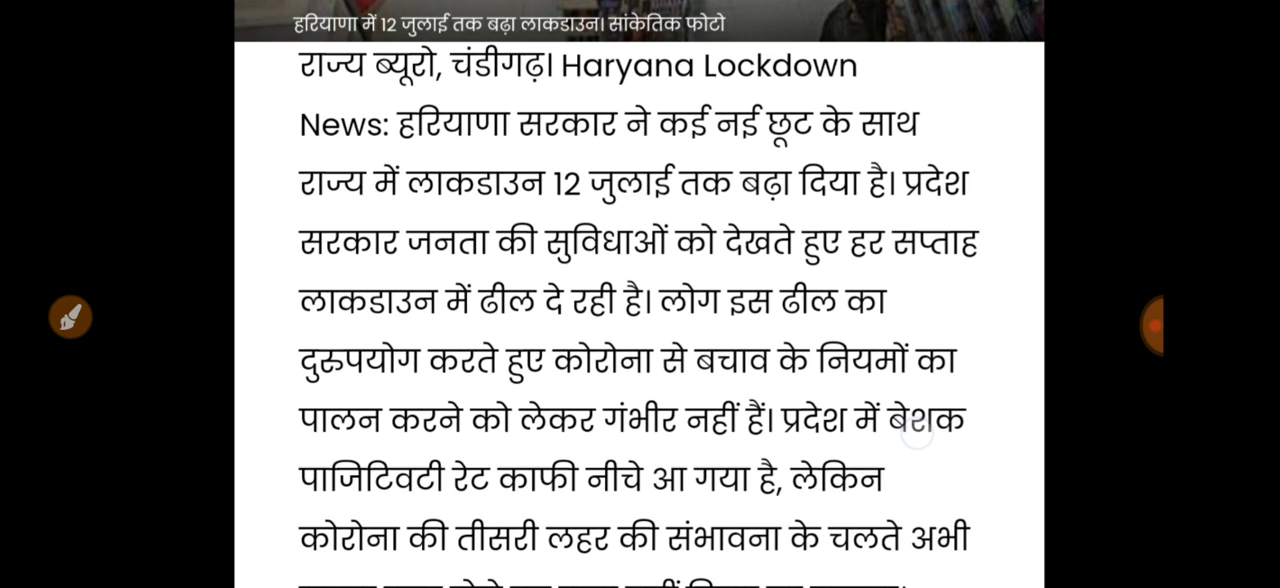 हरियाणा में 12 जुलाई तक बढ़ा लाकडाउन। सांकेतिक फोटो
राज्य ब्यूरो, चंडीगढ़। Haryana Lockdown
News: हरियाणा सरकार ने कई नई छूट के साथ
राज्य में लाकडाउन 12 जुलाई तक बढ़ा दिया है। प्रदेश
सरकार जनता की सुविधाओं को देखते हुए हर सप्ताह
लाकडाउन में ढील दे रही है। लोग इस ढील का
दुरुपयोग करते हुए कोरोना से बचाव के नियमों का
पालन करने को लेकर गंभीर नहीं हैं। प्रदेश में बेशक
पाजिटिवटी रेट काफी नीचे आ गया है, लेकिन
कोरोना की तीसरी लहर की संभावना के चलते अभी